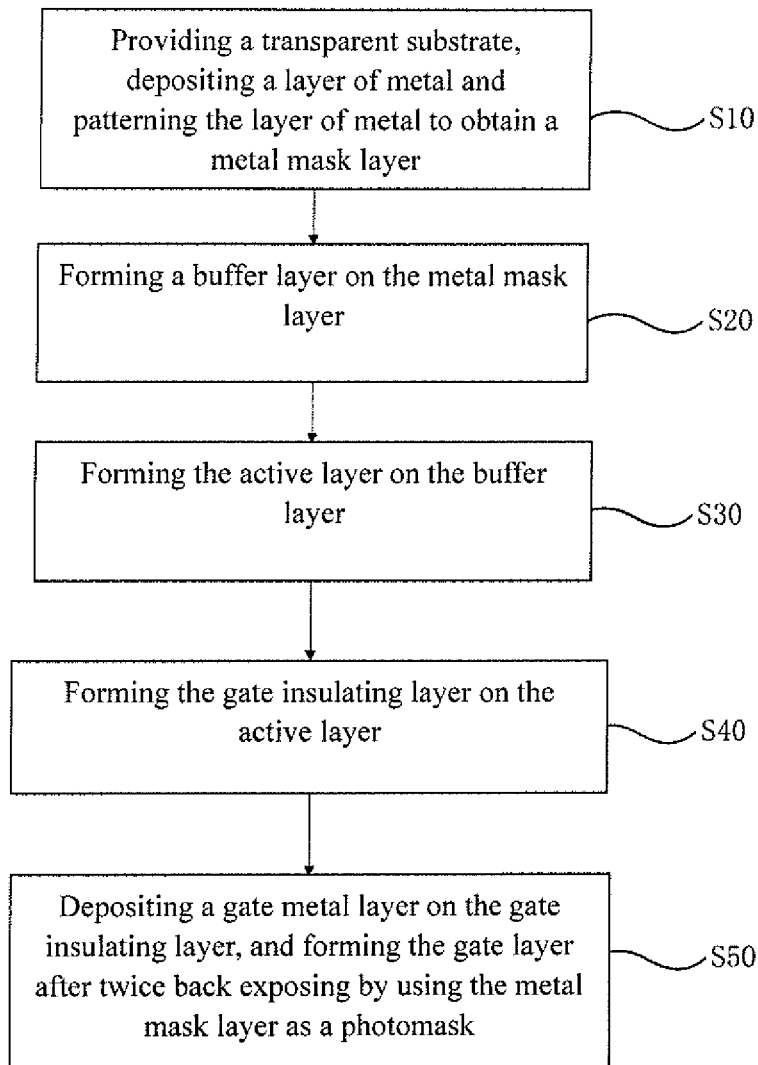 Providing a transparent substrate,
depositing a layer of metal and
patterning the layer of metal to obtain a
metal mask layer
S10
Forming a buffer layer on the metal mask
layer
S20
Forming the active layer on the buffer
layer
S30
Forming the gate insulating layer on the
active layer
S40
Depositing a gate metal layer on the gate
insulating layer, and forming the gate layer
after twice back exposing by using the metal
mask layer as a photomask
S50